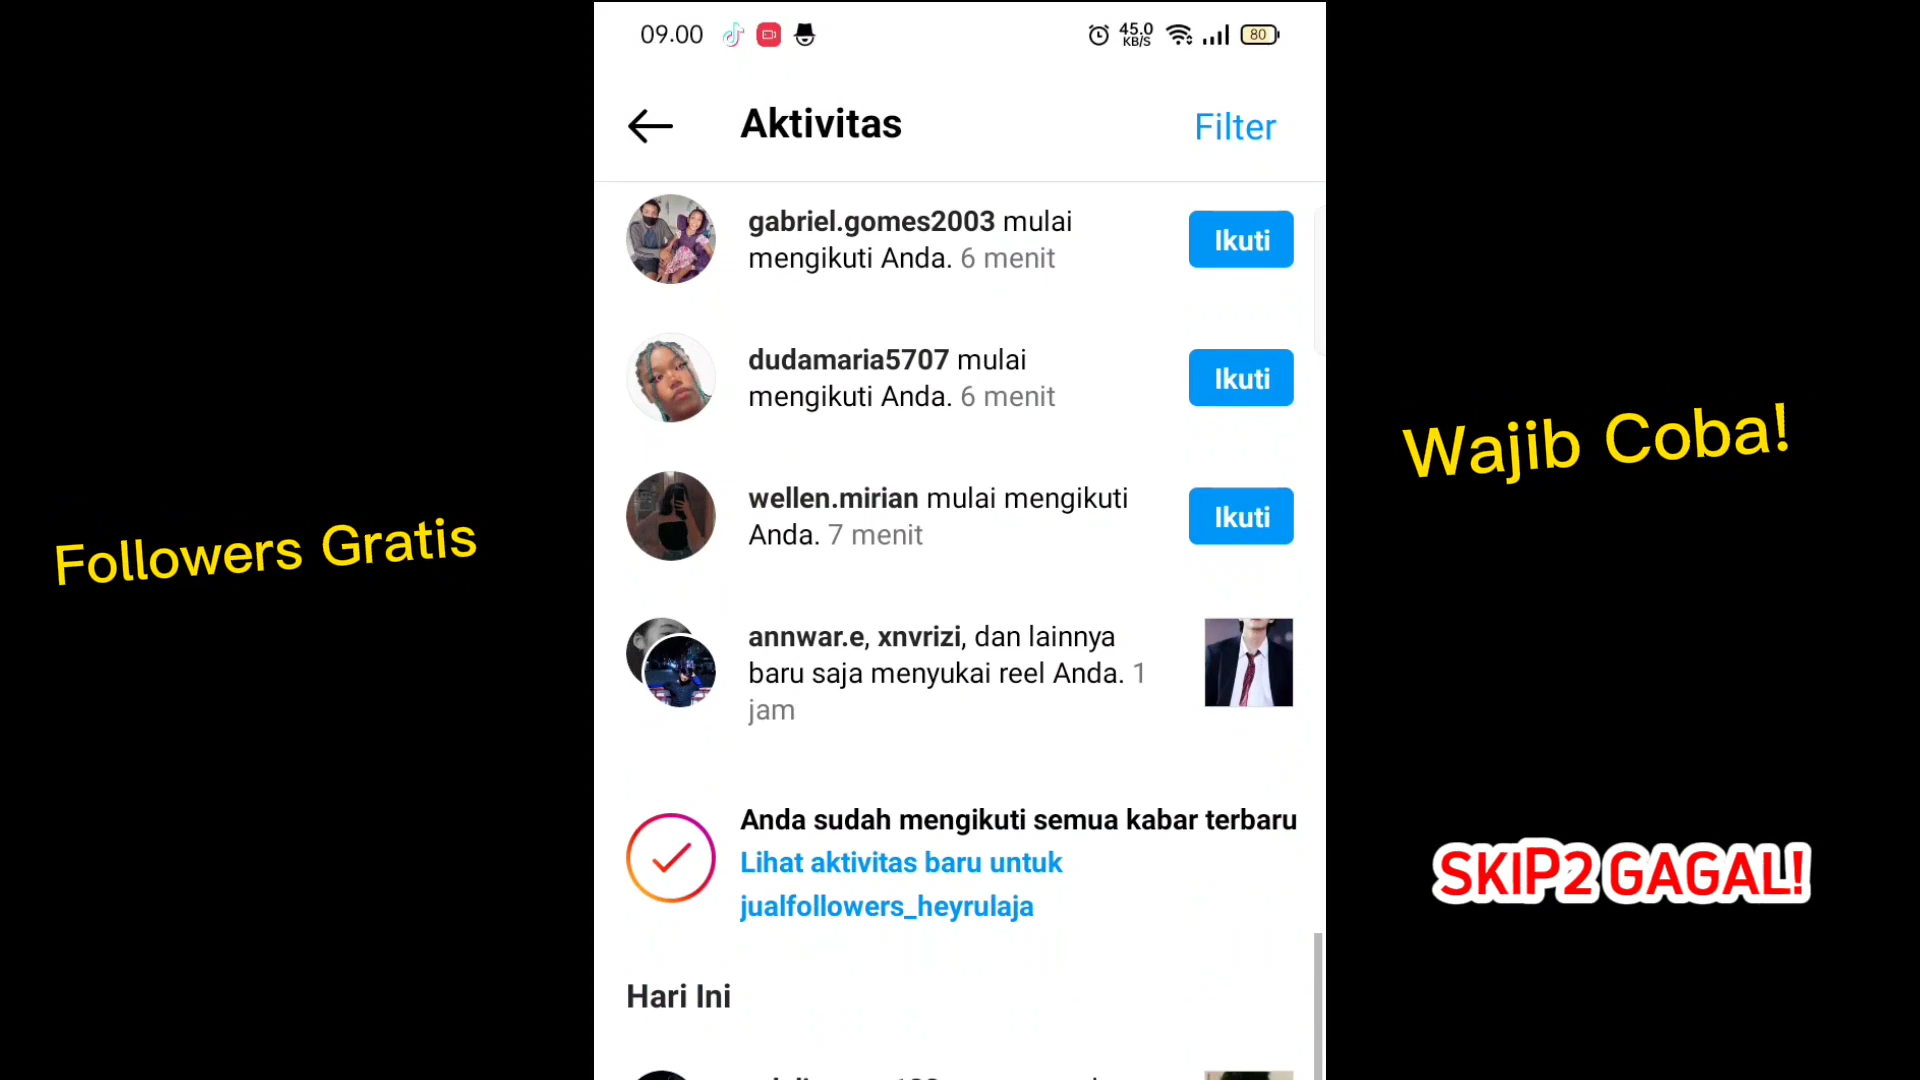 09.00
45.0
KB/S
80
Aktivitas
Filter
gabriel.gomes2003 mulai
mengikuti Anda. 6 menit
Ikuti
dudamaria5707 mulai
mengikuti Anda. 6 menit
Ikuti
wellen.mirian mulai mengikuti
Anda. 7 menit
Ikuti
annwar.e, xnvrizi, dan lainnya
baru saja menyukai reel Anda. 1
jam
Anda sudah mengikuti semua kabar terbaru
Lihat aktivitas baru untuk
jualfollowers_heyrulaja
Hari Ini
Followers Gratis
Wajib Coba!
SKIP2 GAGAL!